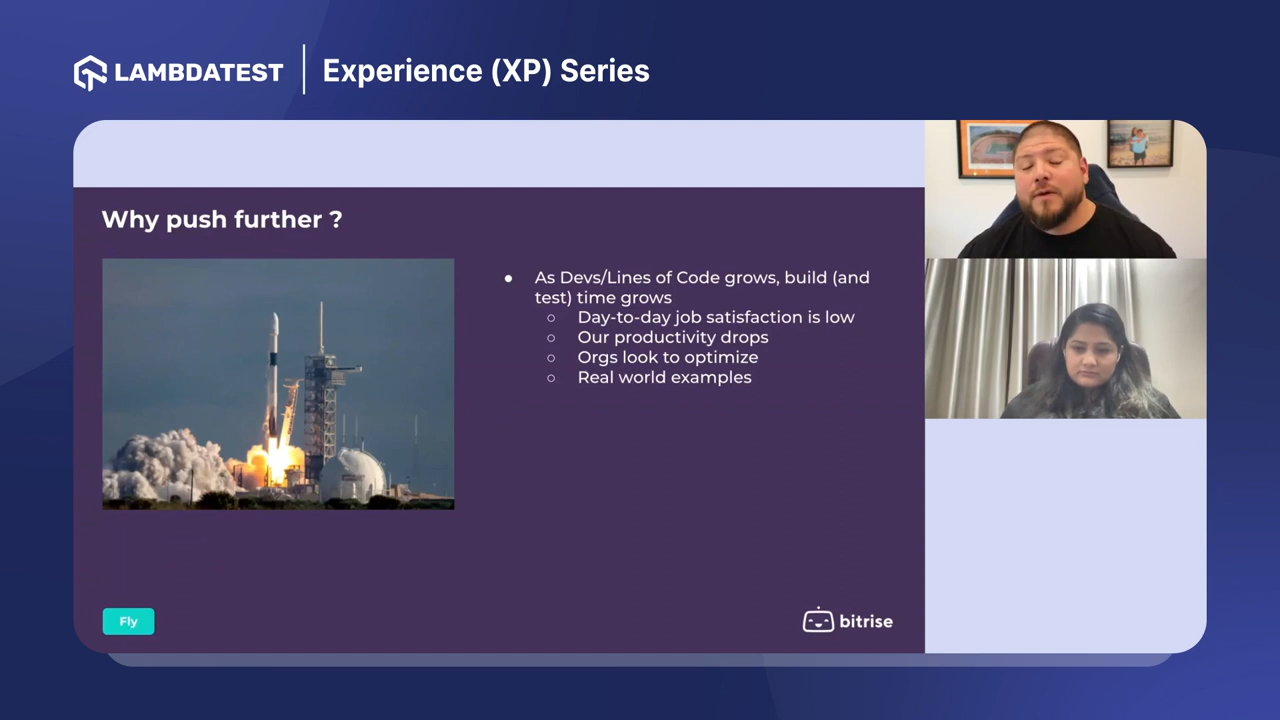 LAMBDATEST
Experience (XP) Series
Why push further ?
● As Devs/Lines of Code grows, build (and
test) time grows
○ Day-to-day job satisfaction is low
○ Our productivity drops
○ Orgs look to optimize
○ Real world examples
Fly
bitrise